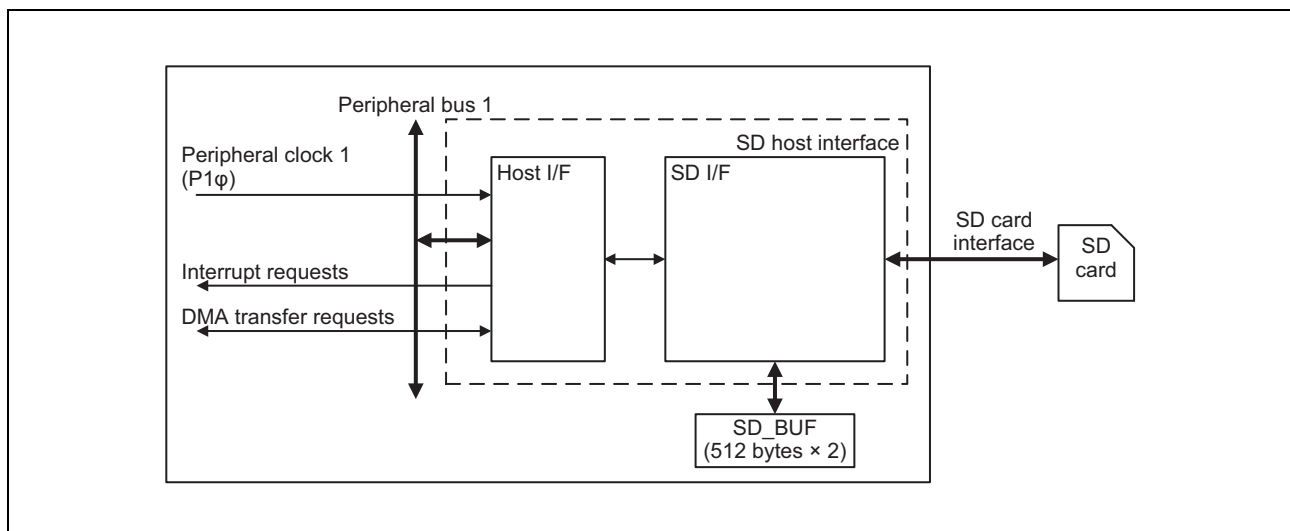 Peripheral bus 1
SD host interface
Peripheral clock 1
(P1φ)
Host I/F
SD I/F
SD card
interface
SD
card
Interrupt requests
DMA transfer requests
SD_BUF
(512 bytes × 2)